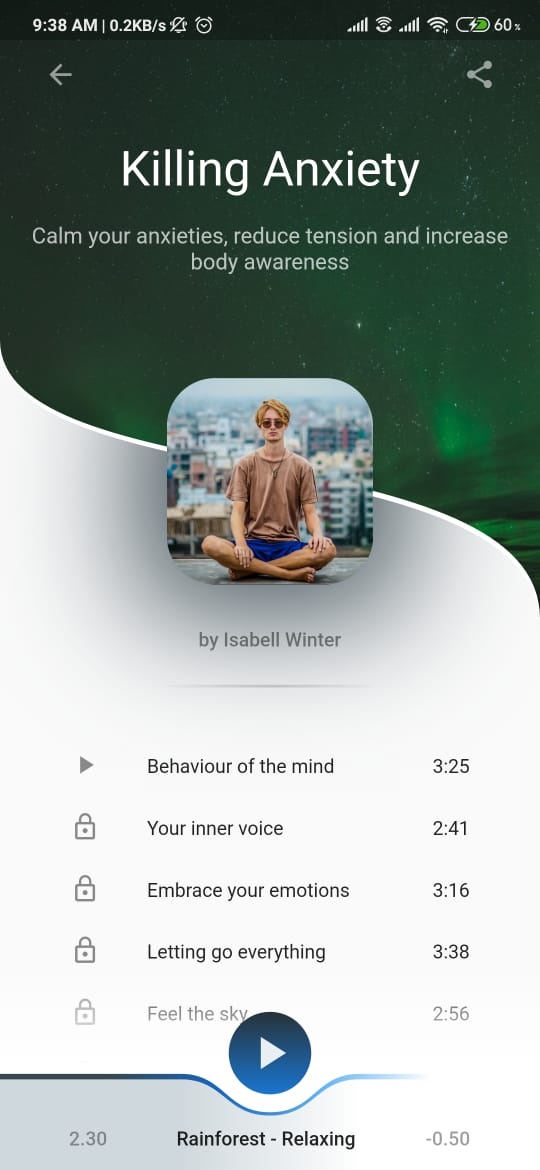 9:38 AM | 0.2KB/s 60%
Killing Anxiety
Calm your anxieties, reduce tension and increase
body awareness
by Isabell Winter
Behaviour of the mind 3:25
Your inner voice 2:41
Embrace your emotions 3:16
Letting go everything 3:38
Feel the sky 2:56
2.30 Rainforest - Relaxing -0.50